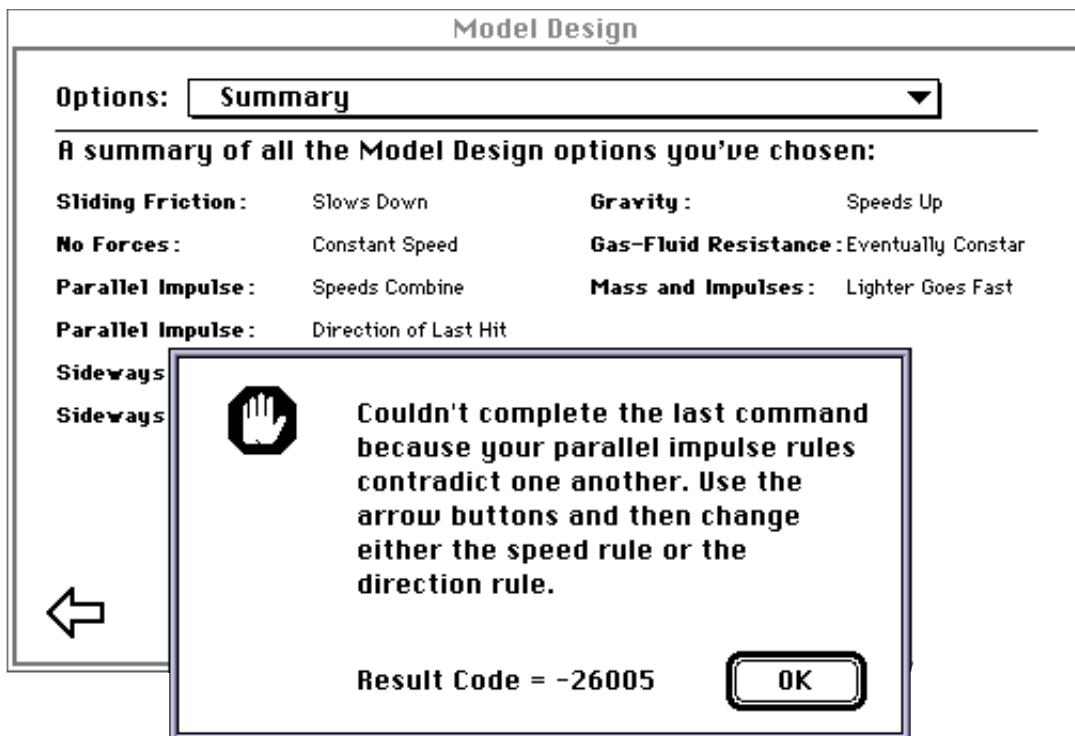 Model Design
Options: Summary
A summary of all the Model Design options you've chosen:
Sliding Friction: Slows Down Gravity: Speeds Up
No Forces: Constant Speed Gas-Fluid Resistance: Eventually Constar
Parallel Impulse: Speeds Combine Mass and Impulses: Lighter Goes Fast
Parallel Impulse: Direction of Last Hit
Sideways
Sideways
Couldn't complete the last command
because your parallel impulse rules
contradict one another. Use the
arrow buttons and then change
either the speed rule or the
direction rule.
Result Code = -26005 OK